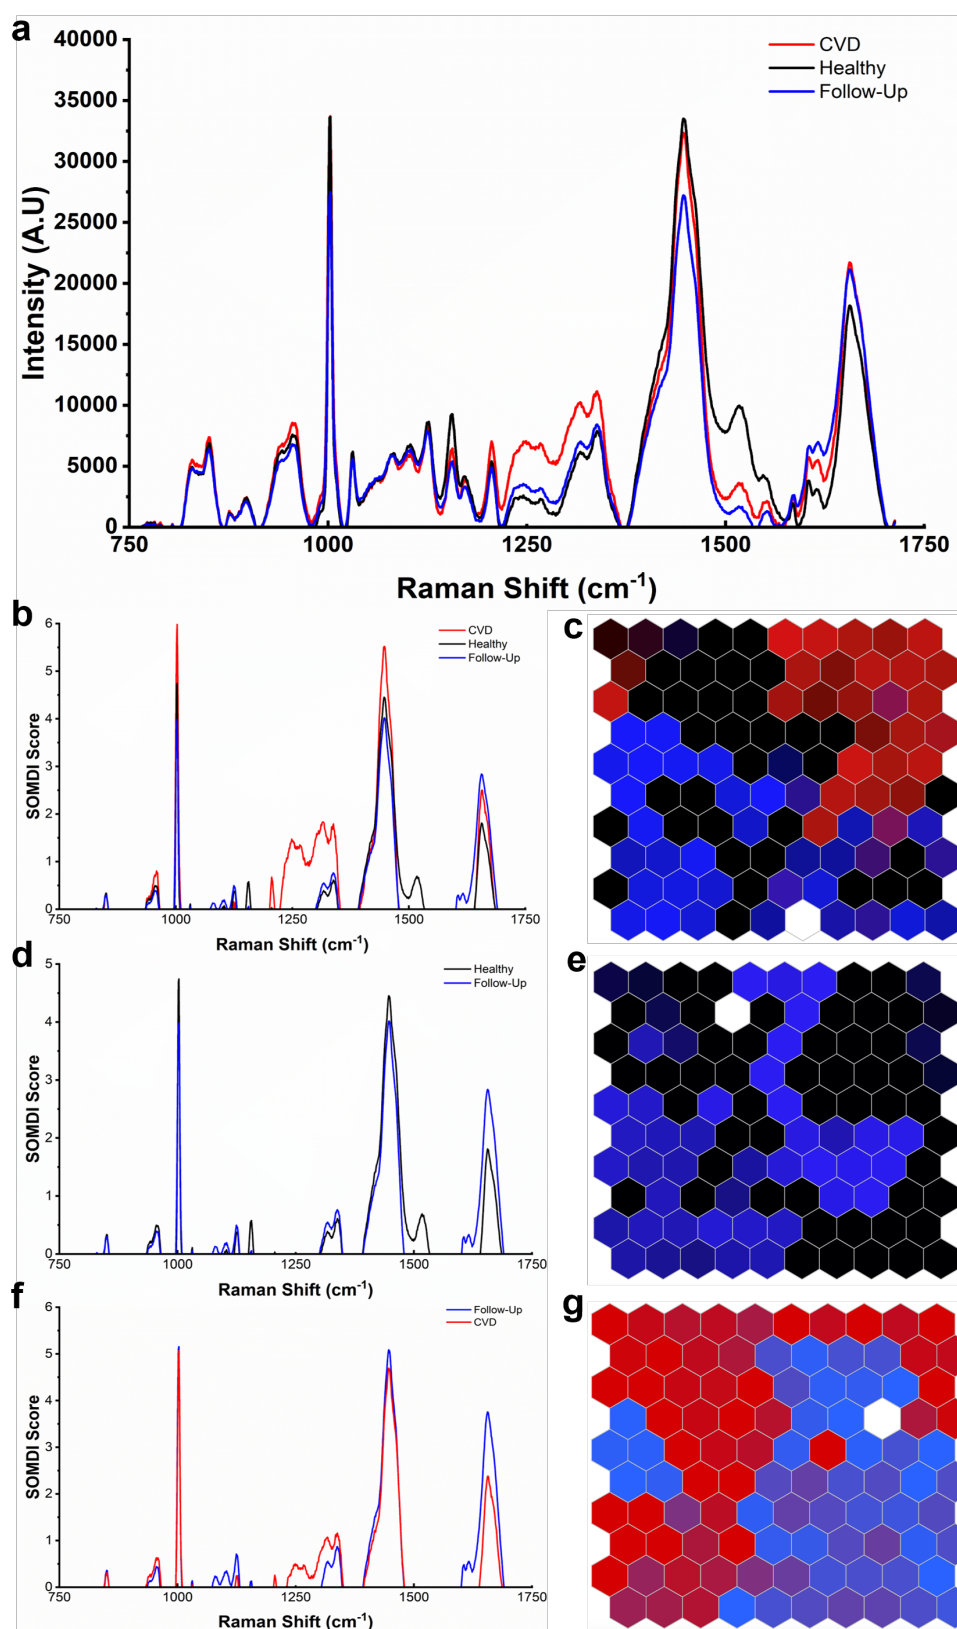 a
40000
35000
30000
25000
20000
15000
10000
5000
0
Intensity (A.U)
750
1000
1250
1500
1750
Raman Shift (cm-1)
CVD
Healthy
Follow-Up
b
6
5
4
3
2
1
0
SOMDI Score
750
1000
1250
1500
1750
Raman Shift (cm-1)
CVD
Healthy
Follow-Up
c
d
5
4
3
2
1
0
SOMDI Score
750
1000
1250
1500
1750
Raman Shift (cm-1)
Healthy
Follow-Up
e
f
6
5
4
3
2
1
0
SOMDI Score
750
1000
1250
1500
1750
Raman Shift (cm-1)
Follow-Up
CVD
g